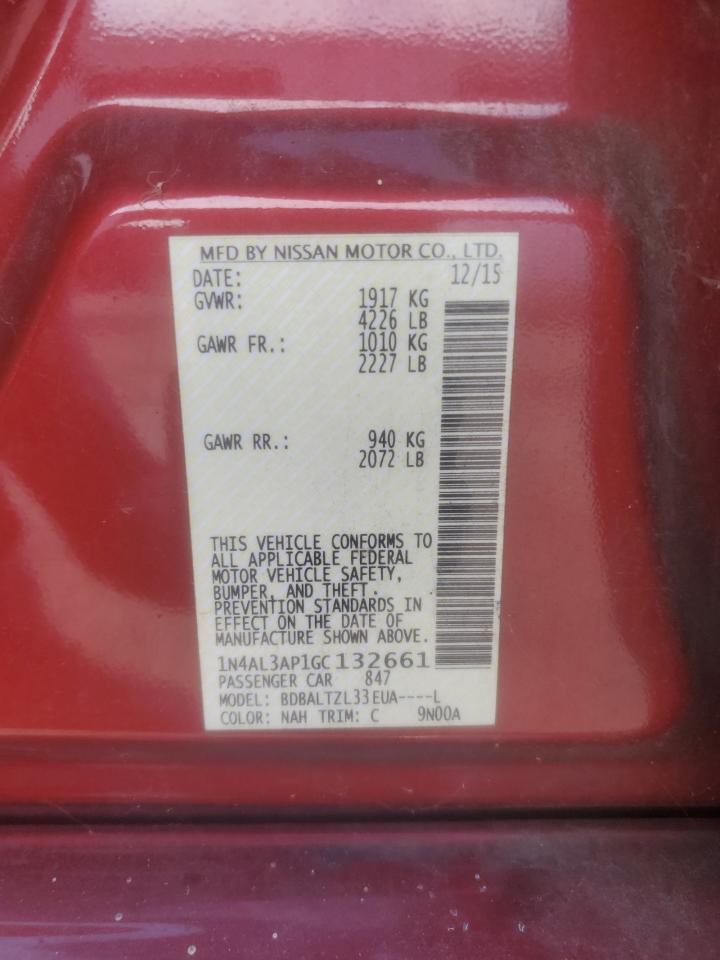 MFD BY NISSAN MOTOR CO., LTD.
DATE: 12/15
GVWR: 1917 KG
4226 LB
GAWR FR.: 1010 KG
2227 LB
GAWR RR.: 940 KG
2072 LB
THIS VEHICLE CONFORMS TO
ALL APPLICABLE FEDERAL
MOTOR VEHICLE SAFETY,
BUMPER, AND THEFT
PREVENTION STANDARDS IN
EFFECT ON THE DATE OF
MANUFACTURE SHOWN ABOVE.
1N4AL3AP1GC132661
PASSENGER CAR 847
MODEL: BDBALTZL33EUA----L
COLOR: NAH TRIM: C 9N00A